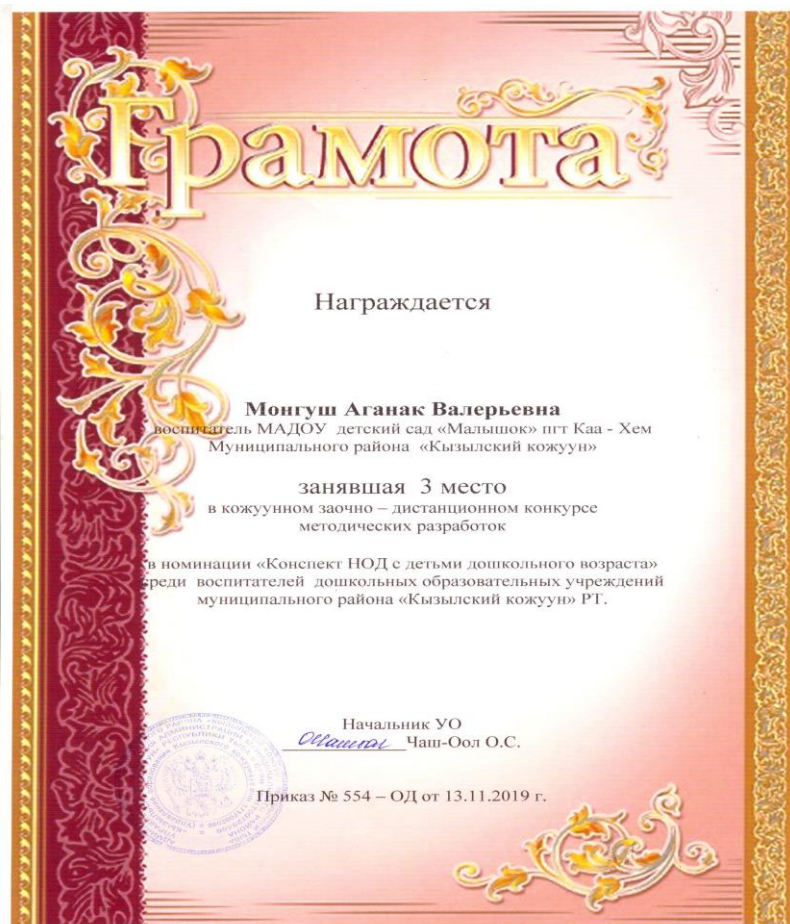 Грамота
Награждается
Монгуш Аганак Валерьевна
воспитатель МАДОУ детский сад «Малышок» пгт Каа - Хем
Муниципального района «Кызылский кожуун»
занявшая 3 место
в кожуунном заочно – дистанционном конкурсе
методических разработок
в номинации «Конспект НОД с детьми дошкольного возраста»
среди воспитателей дошкольных образовательных учреждений
муниципального района «Кызылский кожуун» РТ.
Начальник УО
Чаш-Оол О.С.
Приказ № 554 – ОД от 13.11.2019 г.